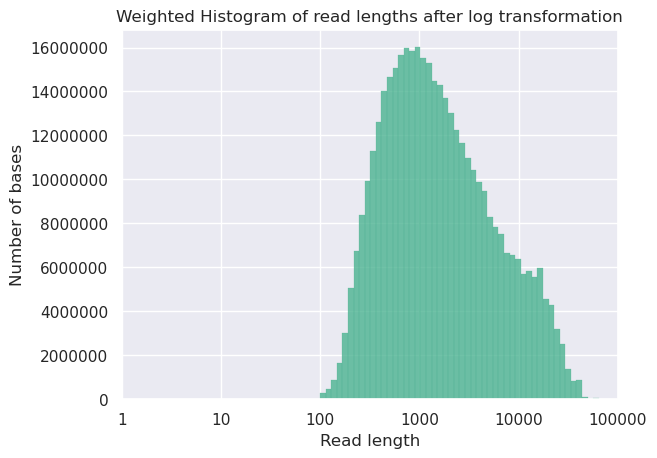 Weighted Histogram of read lengths after log transformation
16000000
14000000
12000000
10000000
8000000
6000000
4000000
2000000
0
Number of bases
1 10 100 1000 10000 100000
Read length